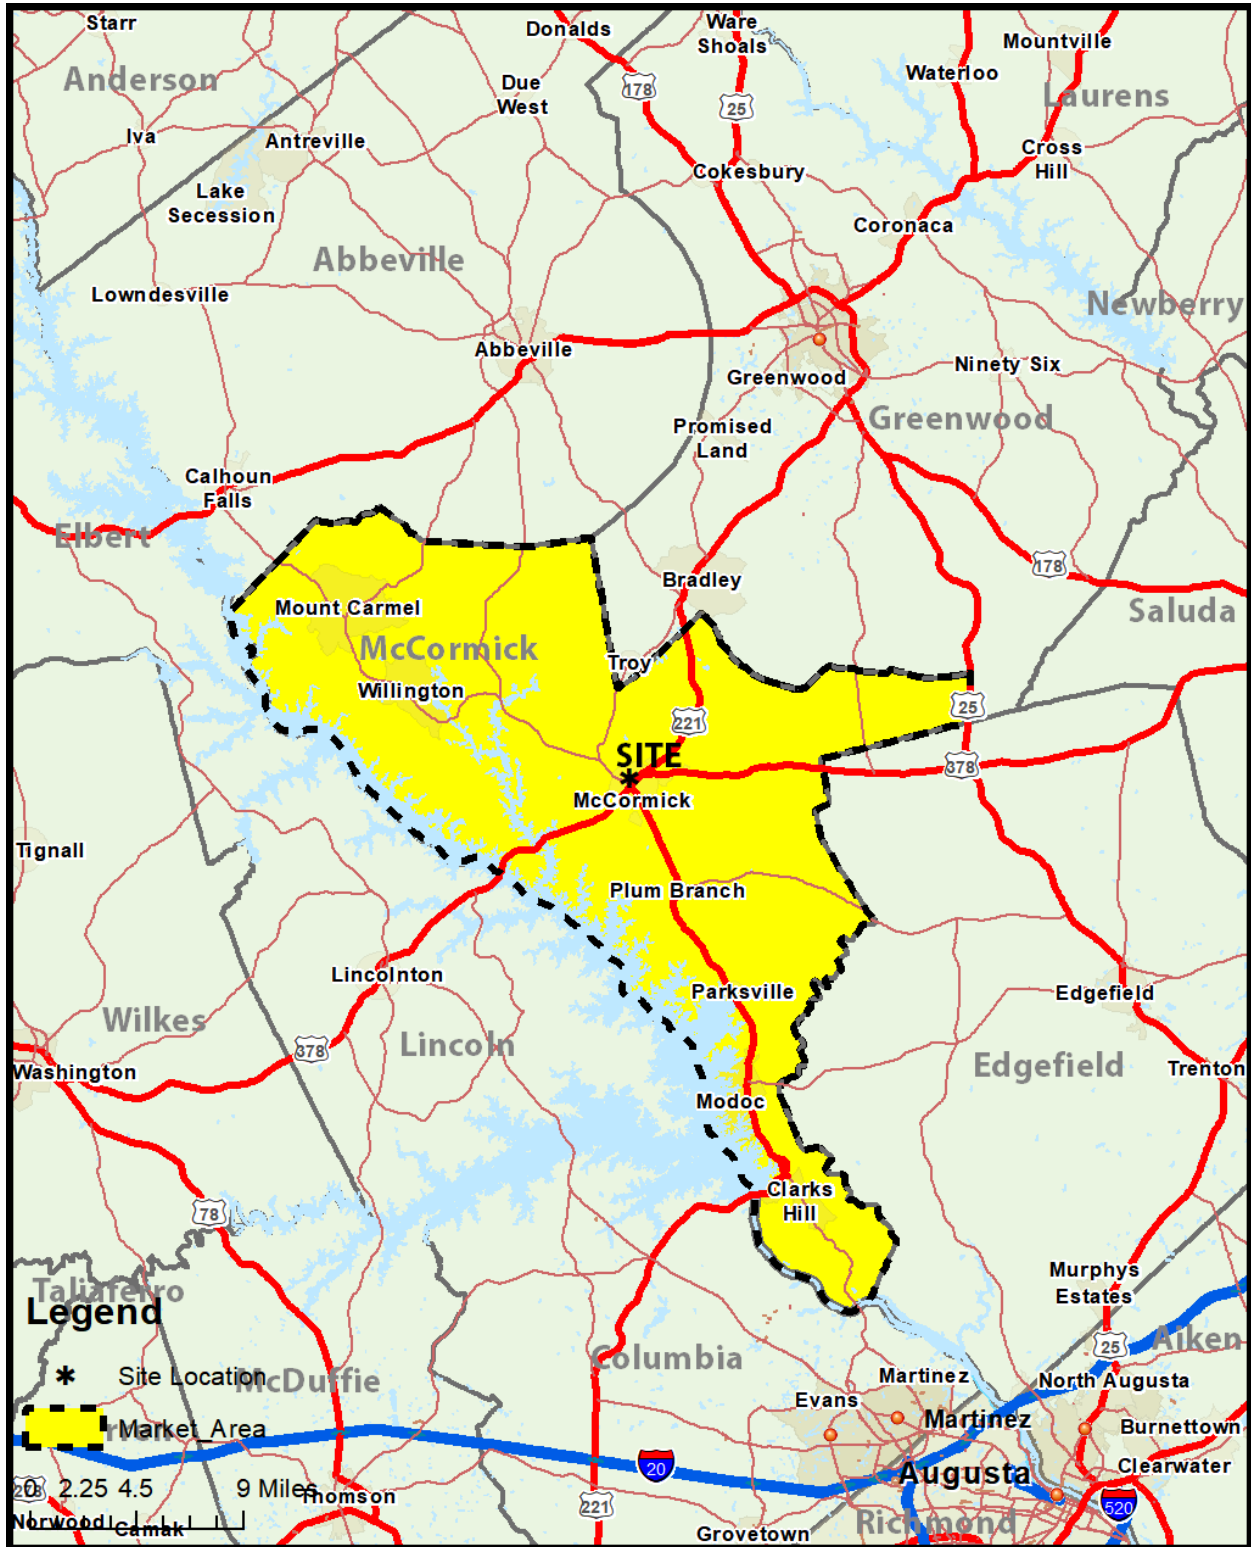 Starr
Donalds
Ware
Shoals
Mountville
Waterloo
Anderson
Due
West
178
25
Laurens
Iva
Antreville
Cross
Hill
Cokesbury
Lake
Secession
Coronaca
Abbeville
Lowndesville
Newberry
Abbeville
Ninety Six
Greenwood
Greenwood
Promised
Land
Calhoun
Falls
Elbert
178
Bradley
Mount Carmel
Saluda
McCormick
Troy
Willington
25
221
SITE
378
McCormick
Tignall
Plum Branch
Lincolnton
Parksville
Edgefield
Wilkes
Lincoln
378
Edgefield
Washington
Trenton
Modoc
Clarks
Hill
78
Murphys
Estates
Taliaferro
Legend
25
Aiken
Columbia
Site Location
McDuffie
Martinez
North Augusta
Evans
Martinez
Burnettown
Market_Area
Clearwater
20
Augusta
0 2.25 4.5 9 Miles
Thomson
221
520
Norwood
Camak
Grovetown
Richmond